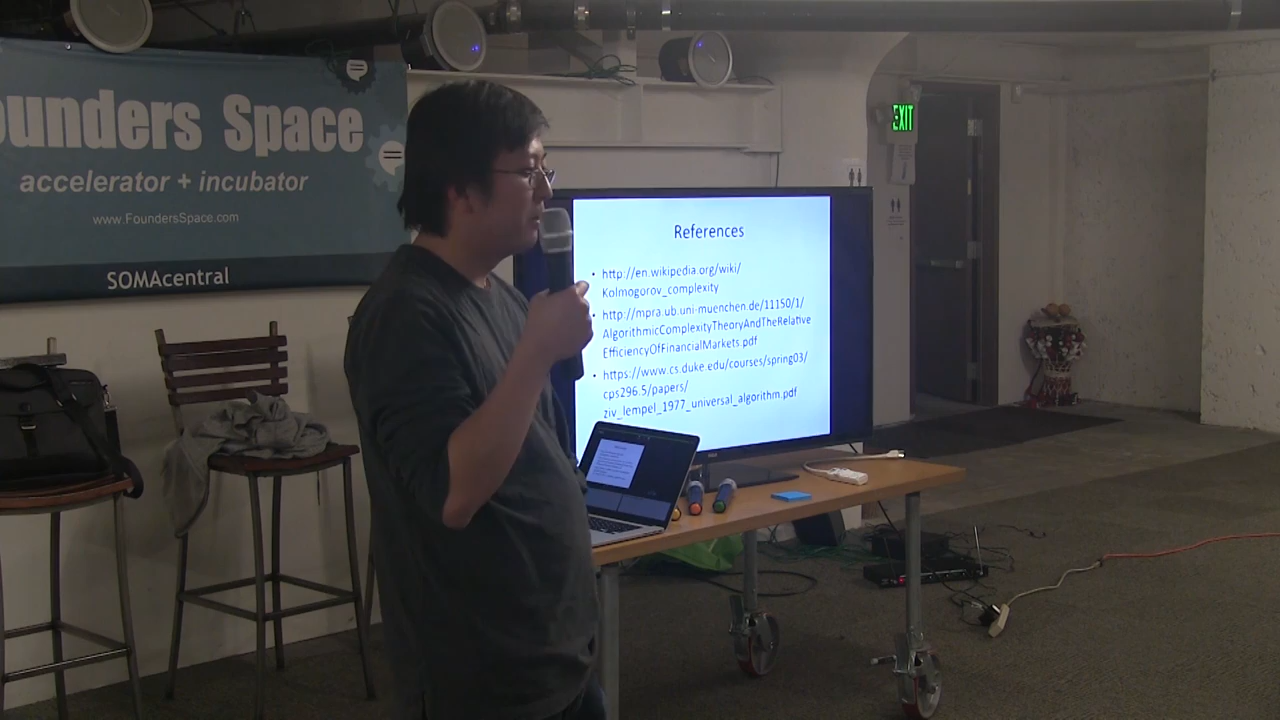 ounders Space
accelerator + incubator
www.FoundersSpace.com
SOMAcentral
EXIT
References
• http://en.wikipedia.org/wiki/
Kolmogorov_complexity
• http://mpra.ub.uni-muenchen.de/11150/1/
AlgorithmicComplexityTheoryAndTheRelative
EfficiencyOfFinancialMarkets.pdf
• https://www.cs.duke.edu/courses/spring03/
cps296.5/papers/
ziv_lempel_1977_universal_algorithm.pdf